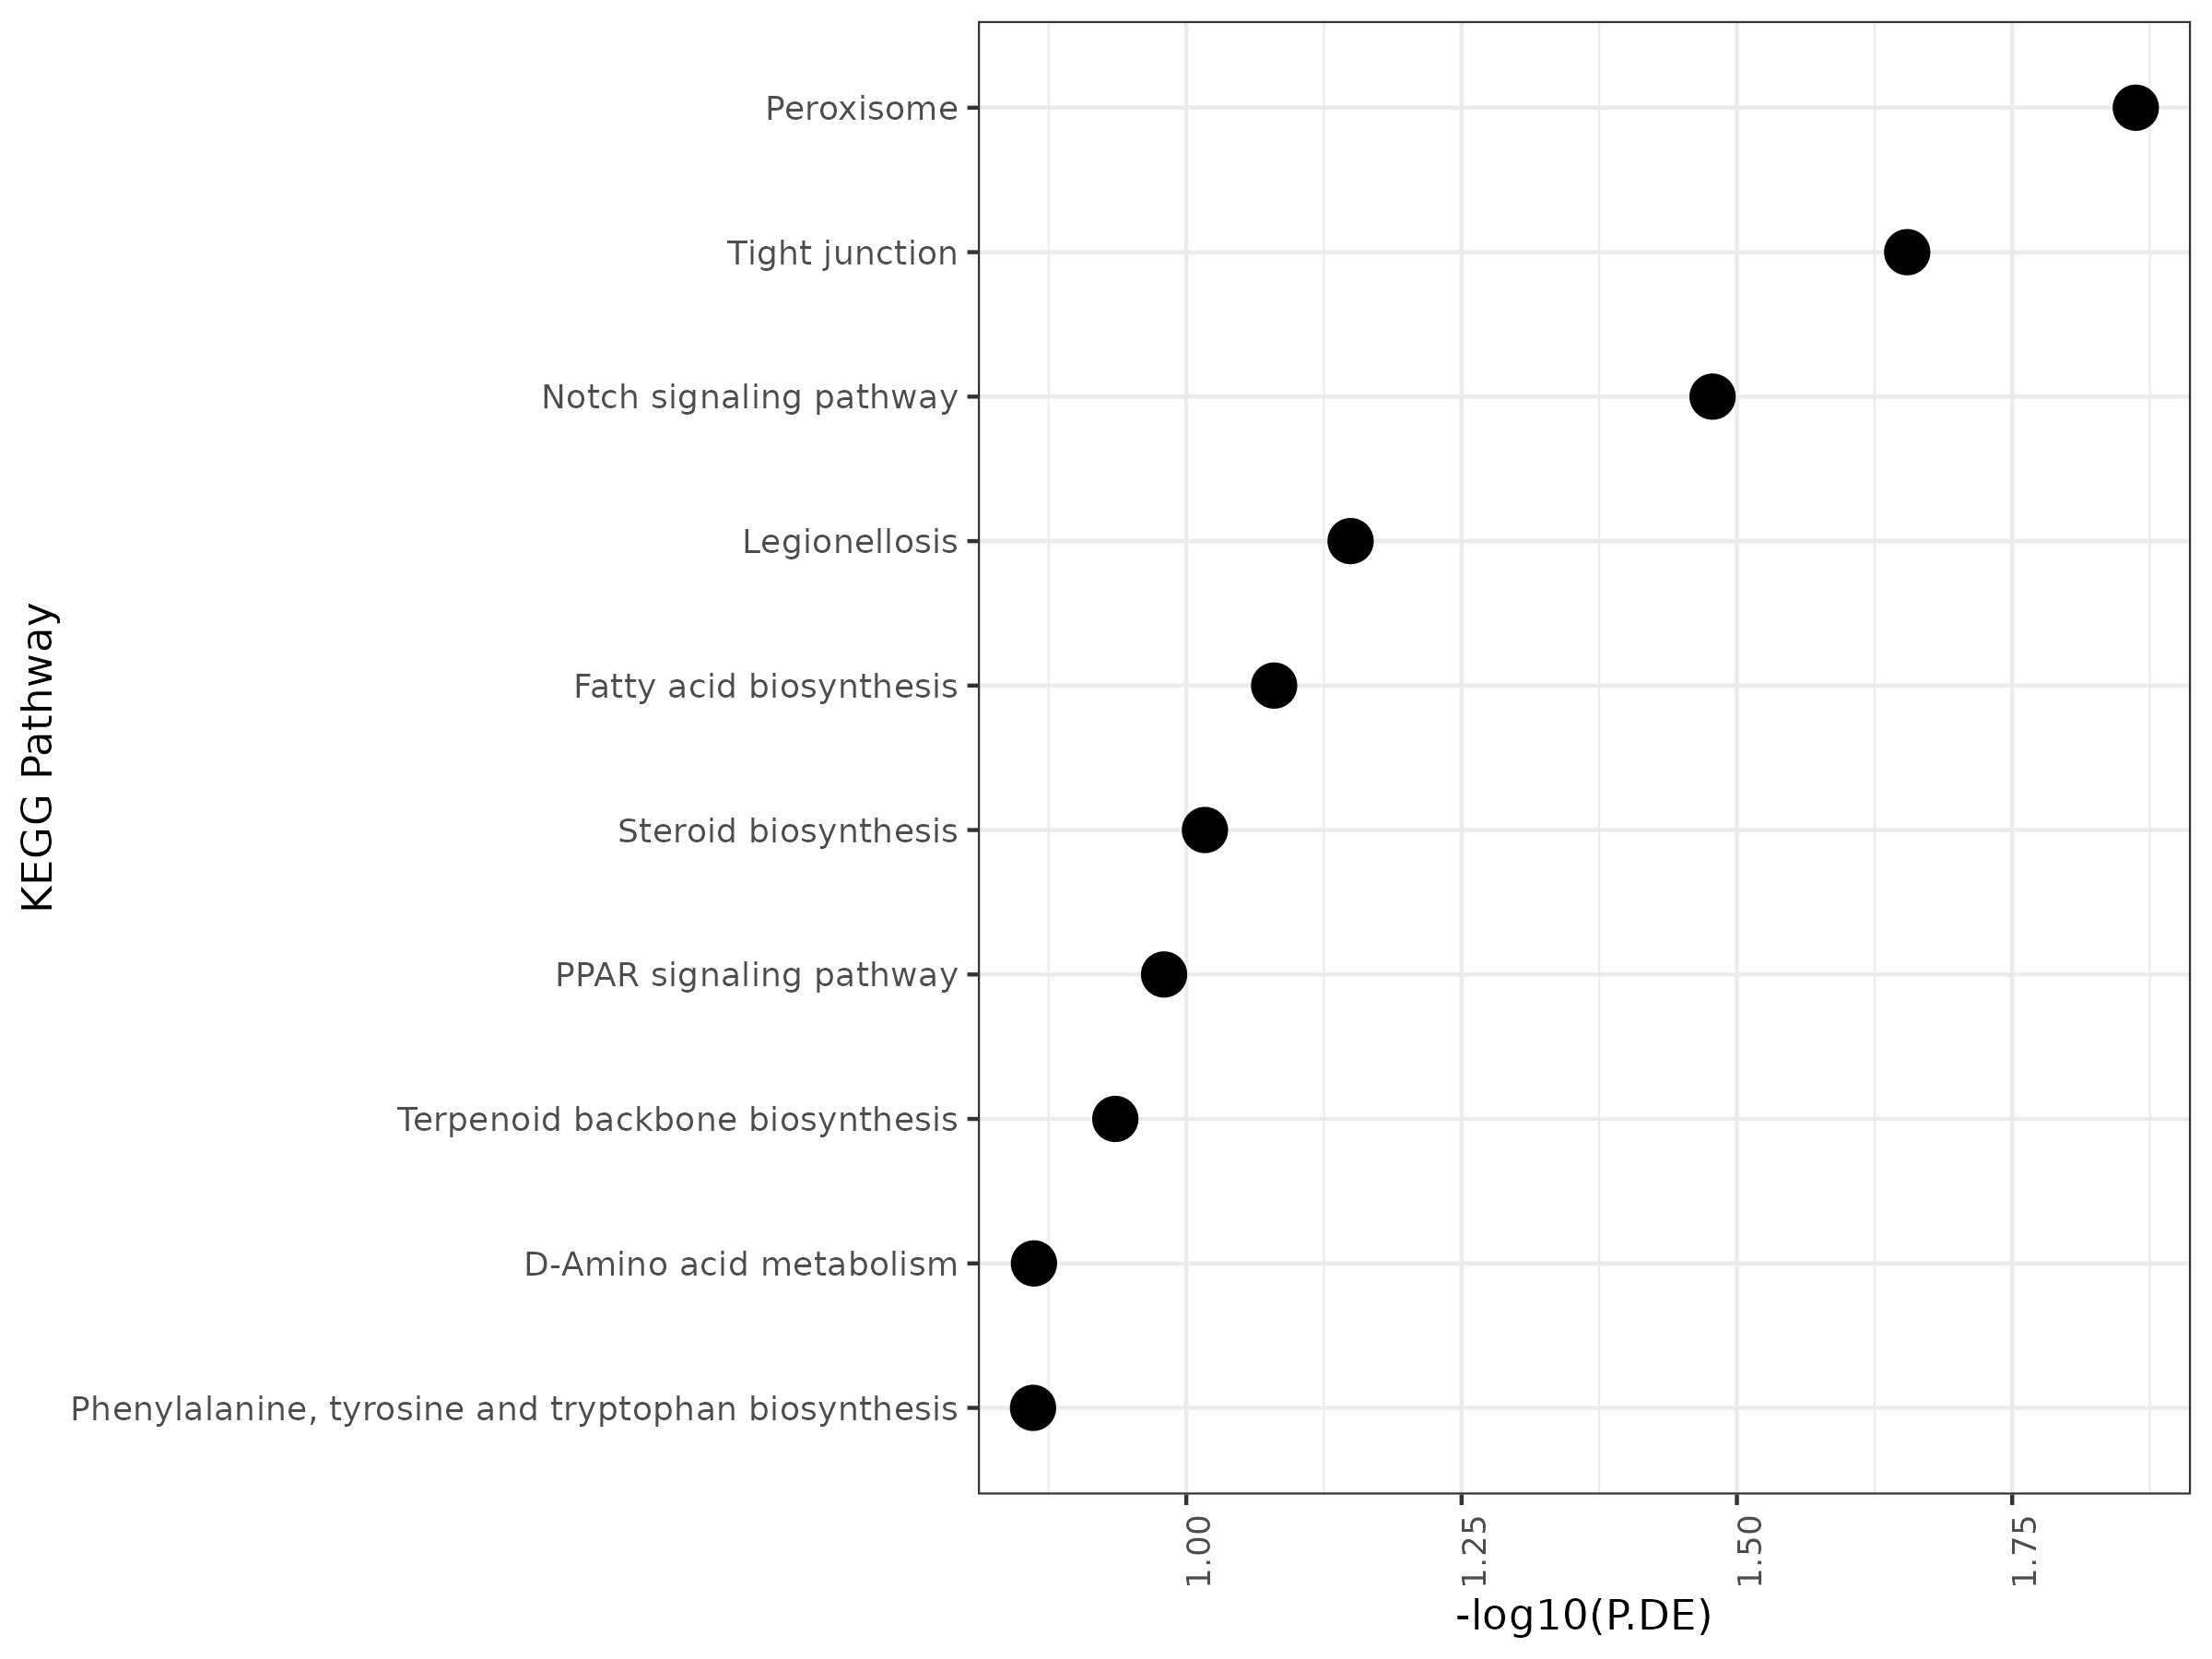 Peroxisome
Tight junction
Notch signaling pathway
Legionellosis
Fatty acid biosynthesis
Steroid biosynthesis
PPAR signaling pathway
Terpenoid backbone biosynthesis
D-Amino acid metabolism
Phenylalanine, tyrosine and tryptophan biosynthesis
KEGG Pathway
1.00
1.25
1.50
1.75
-log10(P.DE)